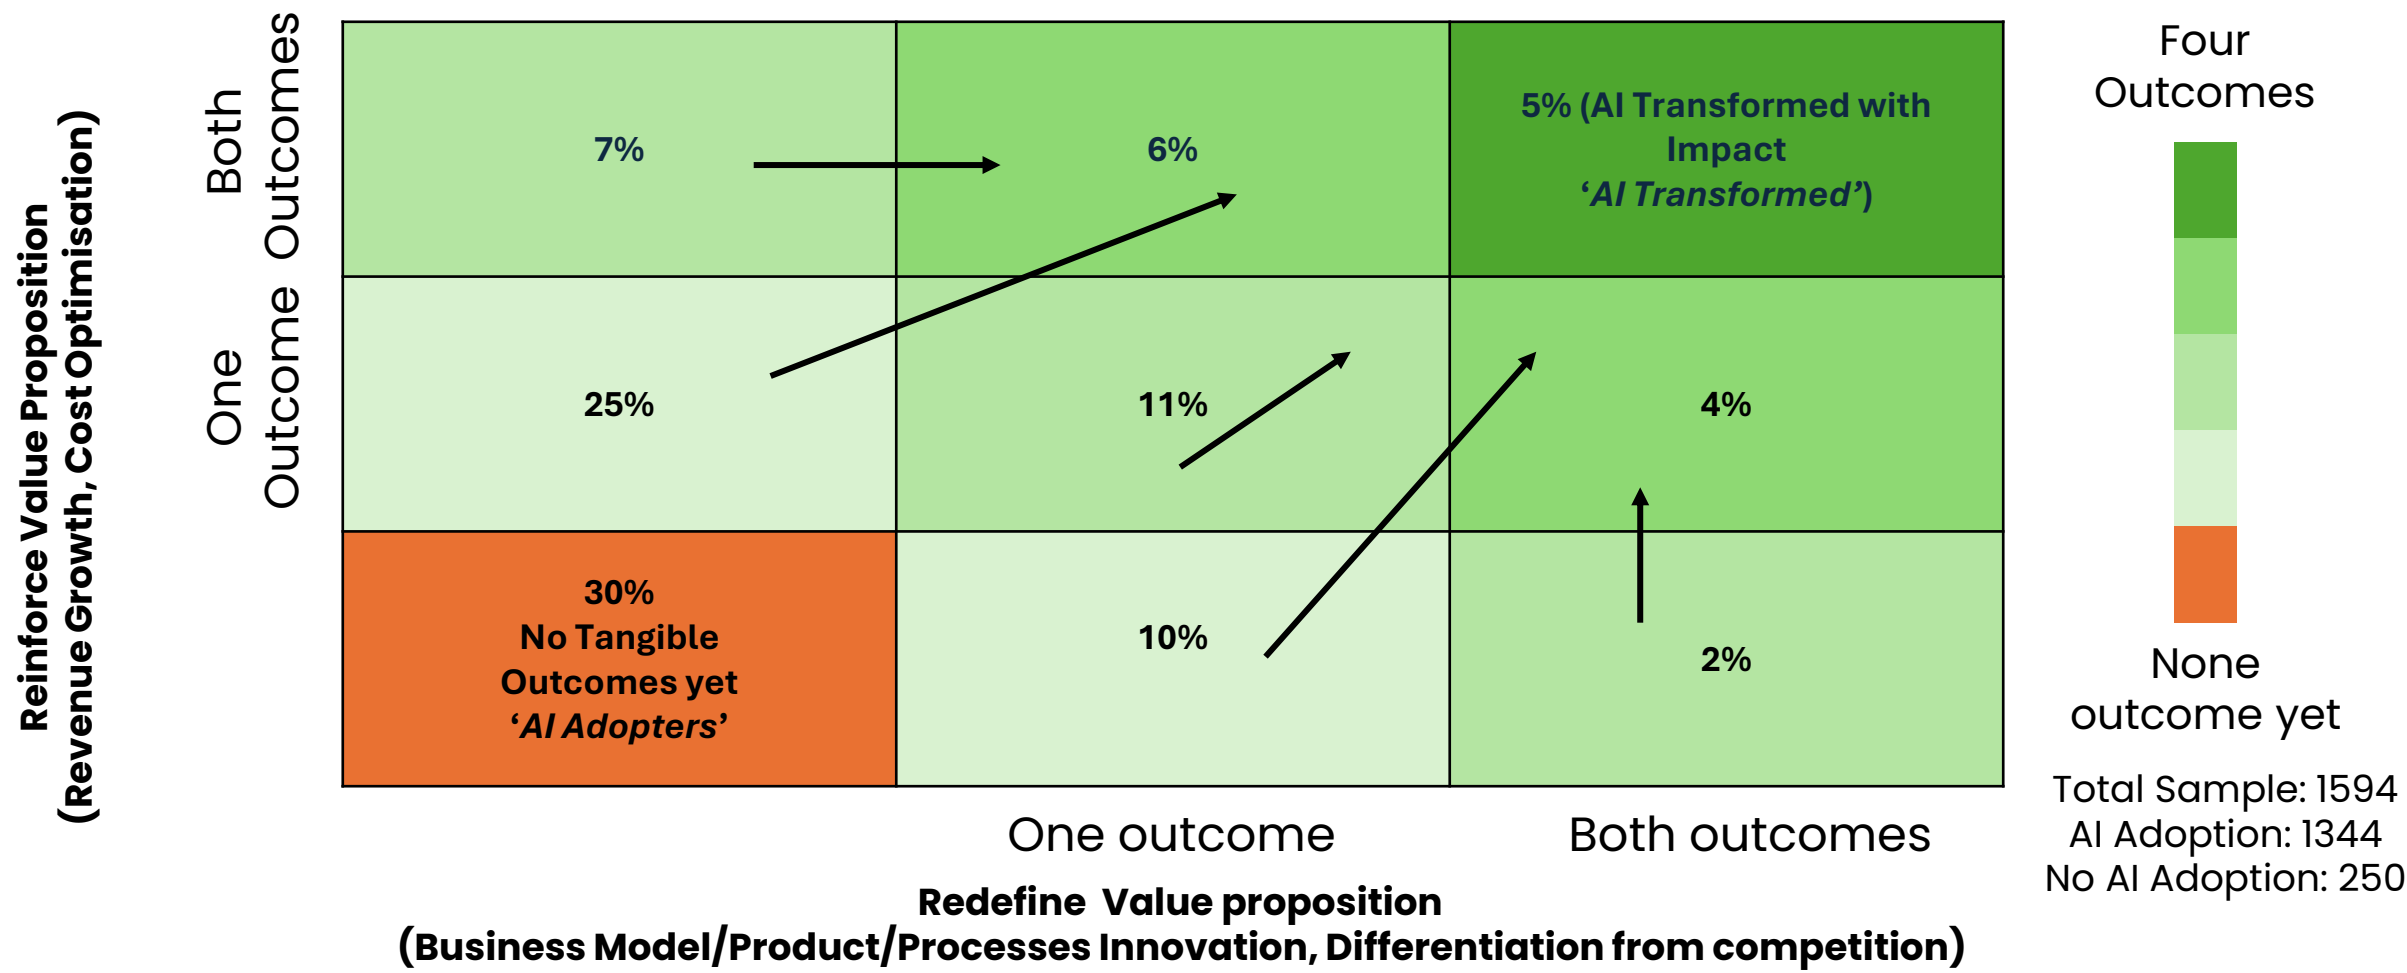 Reinforce Value Proposition
(Revenue Growth, Cost Optimisation)
Both
Outcomes
One
Outcome
7%
6%
5% (AI Transformed with
Impact
‘AI Transformed’)
25%
11%
4%
30%
No Tangible
Outcomes yet
‘AI Adopters’
10%
2%
One outcome
Both outcomes
Redefine  Value proposition
(Business Model/Product/Processes Innovation, Differentiation from competition)
Four
Outcomes
None
outcome yet
Total Sample: 1594
AI Adoption: 1344
No AI Adoption: 250